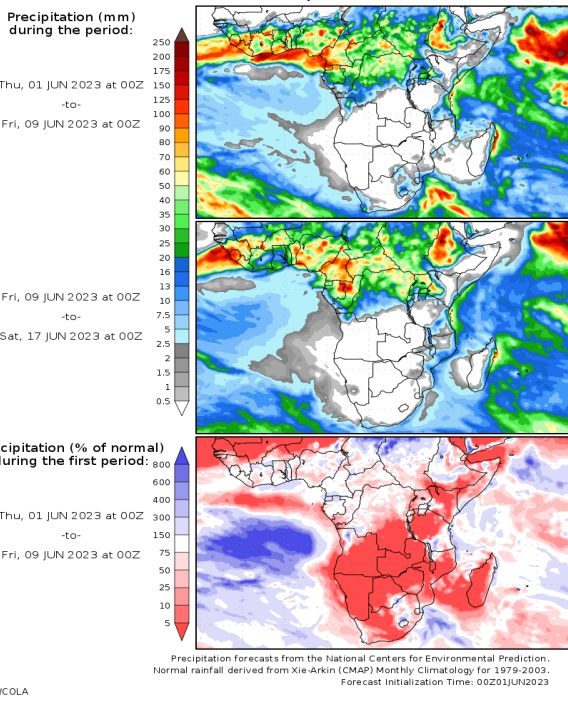 Precipitation (mm)
during the period:
Thu, 01 JUN 2023 at 00Z
-to-
Fri, 09 JUN 2023 at 00Z
250
200
175
150
125
100
90
80
70
60
50
40
35
30
25
20
16
13
10
7.5
5
2.5
2
1.5
1
0.5
Fri, 09 JUN 2023 at 00Z
-to-
Sat, 17 JUN 2023 at 00Z
cipitation (% of normal)
during the first period:
Thu, 01 JUN 2023 at 00Z
-to-
Fri, 09 JUN 2023 at 00Z
800
600
400
300
150
75
50
25
10
5
Precipitation forecasts from the National Centers for Environmental Prediction.
Normal rainfall derived from Xie-Arkin (CMAP) Monthly Climatology for 1979-2003.
Forecast Initialization Time: 00Z01JUN2023
/COLA